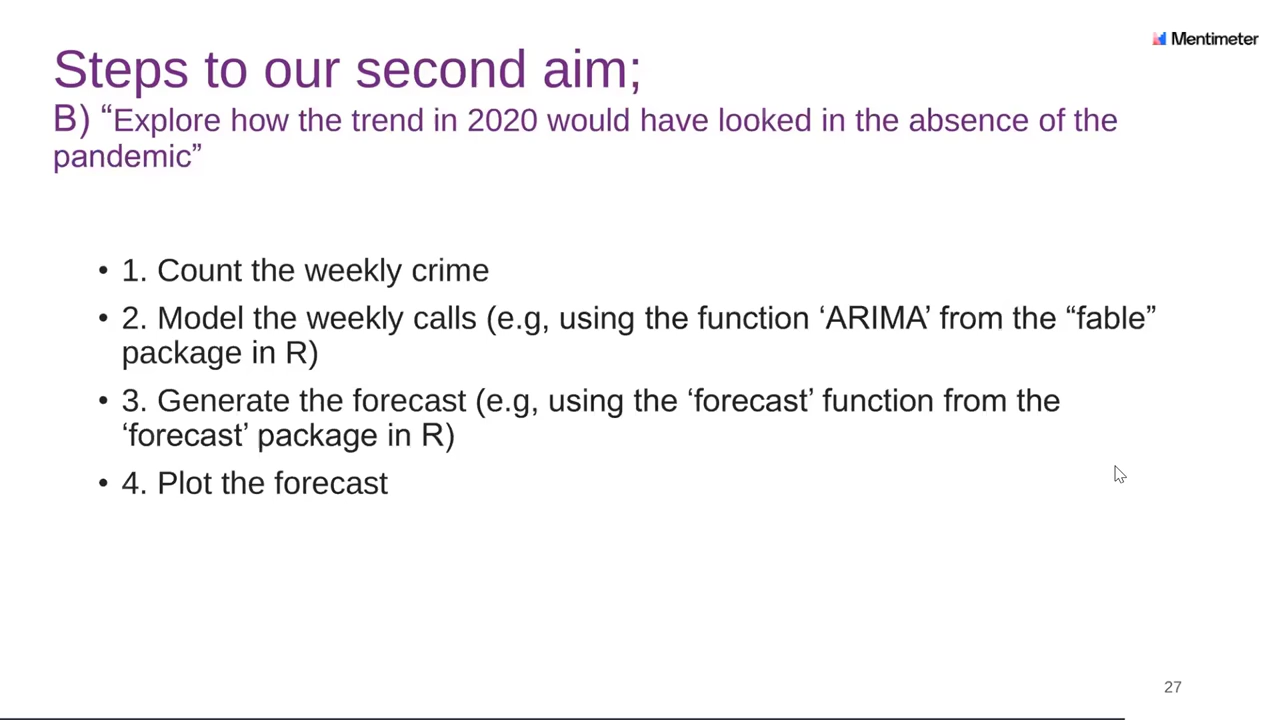 Mentimeter
Steps to our second aim;
B) “Explore how the trend in 2020 would have looked in the absence of the
pandemic”
• 1. Count the weekly crime
• 2. Model the weekly calls (e.g, using the function ‘ARIMA’ from the “fable”
package in R)
• 3. Generate the forecast (e.g, using the ‘forecast’ function from the
‘forecast’ package in R)
• 4. Plot the forecast
27